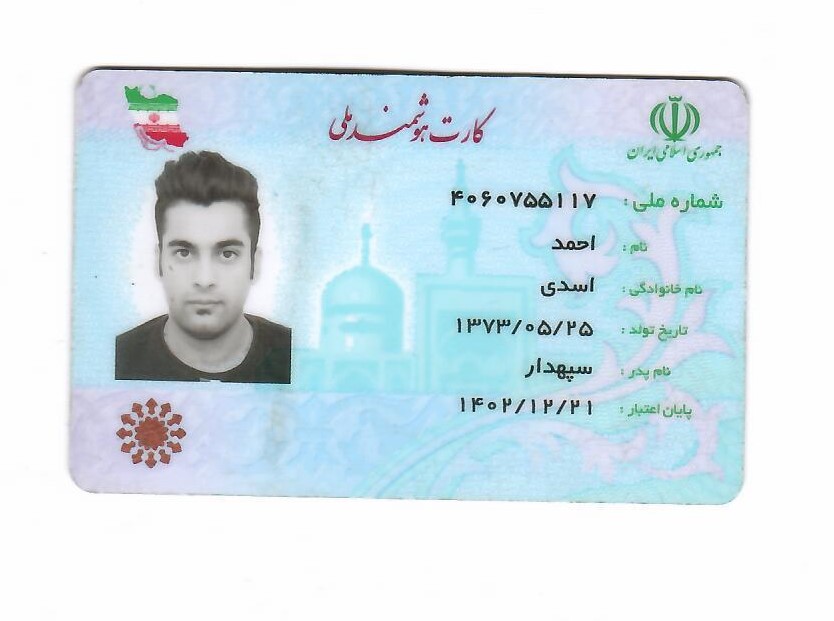 کارت هوشمند ملی
جمهوری اسلامی ایران
شماره ملی : ۴۰۶۰۷۵۵۱۱۷
نام : احمد
نام خانوادگی : اسدی
تاریخ تولد : ۱۳۷۳/۰۵/۲۵
نام پدر : سپهدار
پایان اعتبار : ۱۴۰۲/۱۲/۲۱